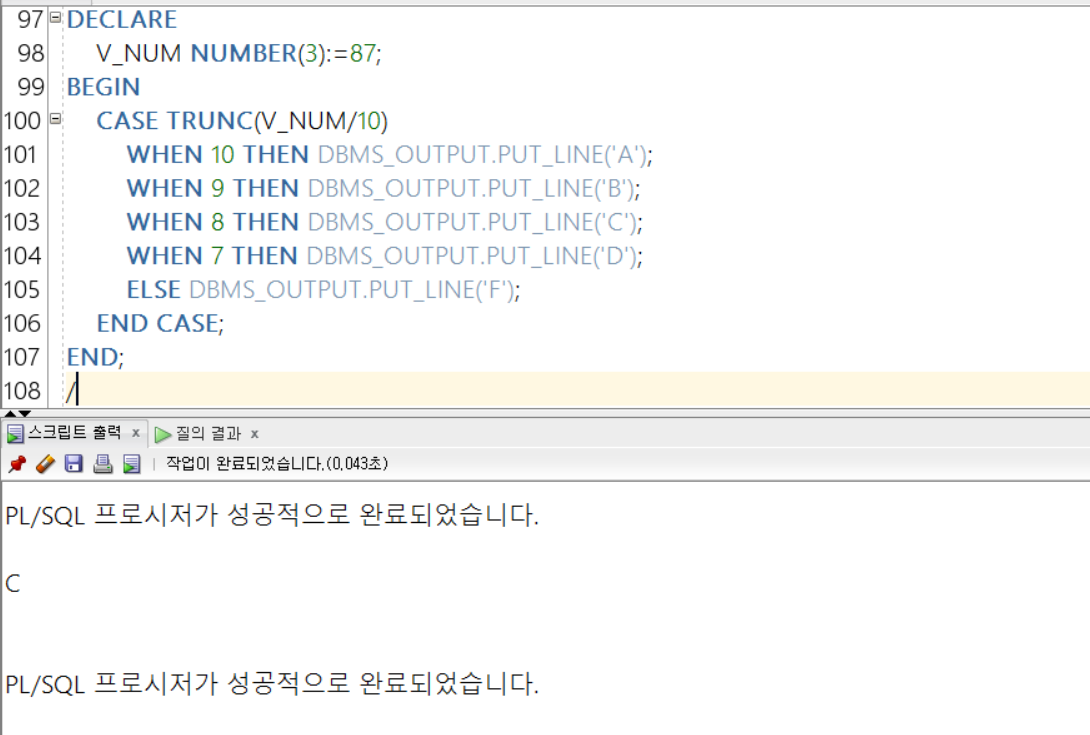 97 DECLARE
98 V_NUM NUMBER(3):=87;
99 BEGIN
100 CASE TRUNC(V_NUM/10)
101 WHEN 10 THEN DBMS_OUTPUT.PUT_LINE('A');
102 WHEN 9 THEN DBMS_OUTPUT.PUT_LINE('B');
103 WHEN 8 THEN DBMS_OUTPUT.PUT_LINE('C');
104 WHEN 7 THEN DBMS_OUTPUT.PUT_LINE('D');
105 ELSE DBMS_OUTPUT.PUT_LINE('F');
106 END CASE;
107 END;
108 /
스크립트 출력 x 질의 결과 x
작업이 완료되었습니다.(0.043초)
PL/SQL 프로시저가 성공적으로 완료되었습니다.
C
PL/SQL 프로시저가 성공적으로 완료되었습니다.